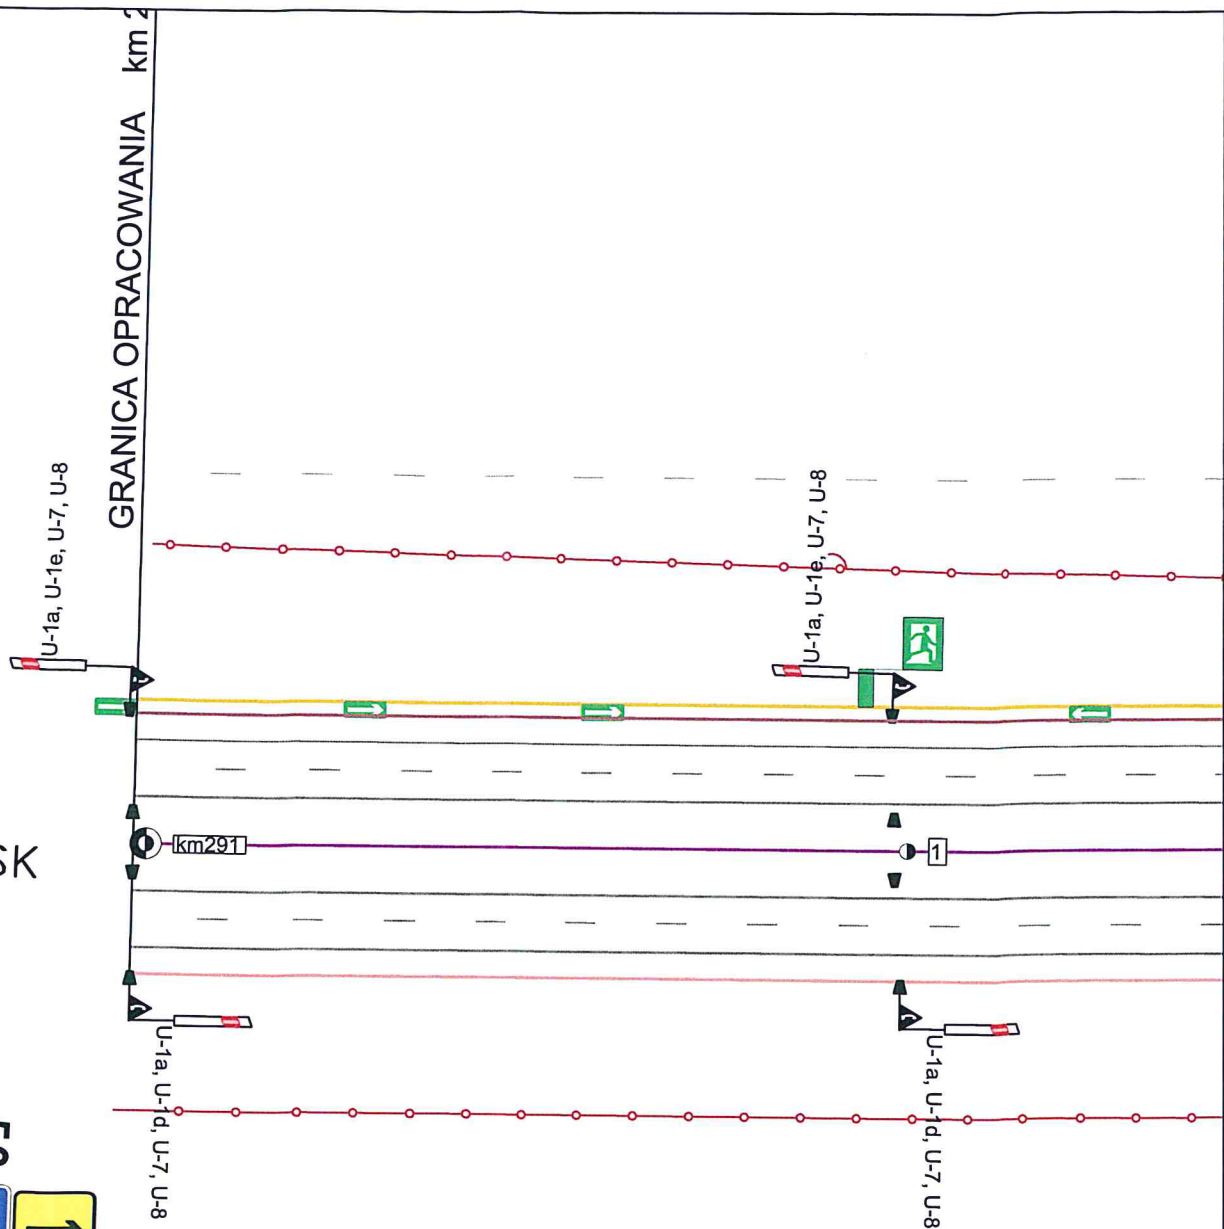 GRANICA OPRACOWANIA km 2
U-1a, U-1e, U-7, U-8
U-1a, U-1e, U-7, U-8
SK
km291
1
U-1a, U-1d, U-7, U-8
U-1a, U-1d, U-7, U-8